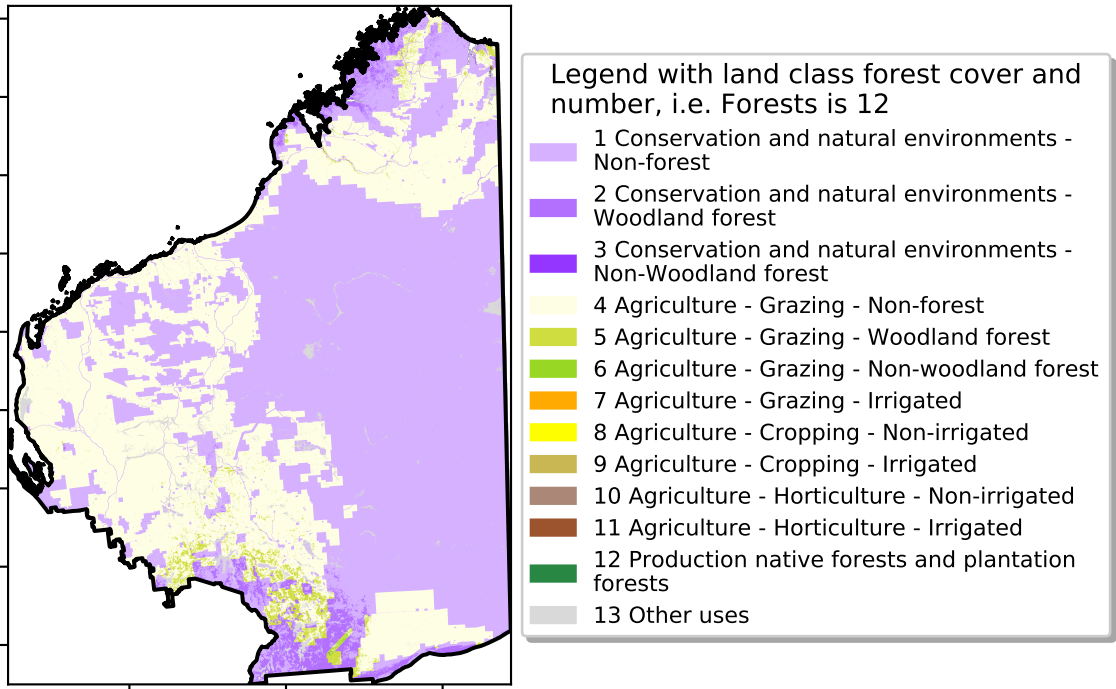 Legend with land class forest cover and
number, i.e. Forests is 12
1 Conservation and natural environments -
Non-forest
2 Conservation and natural environments -
Woodland forest
3 Conservation and natural environments -
Non-Woodland forest
4 Agriculture - Grazing - Non-forest
5 Agriculture - Grazing - Woodland forest
6 Agriculture - Grazing - Non-woodland forest
7 Agriculture - Grazing - Irrigated
8 Agriculture - Cropping - Non-irrigated
9 Agriculture - Cropping - Irrigated
10 Agriculture - Horticulture - Non-irrigated
11 Agriculture - Horticulture - Irrigated
12 Production native forests and plantation
forests
13 Other uses